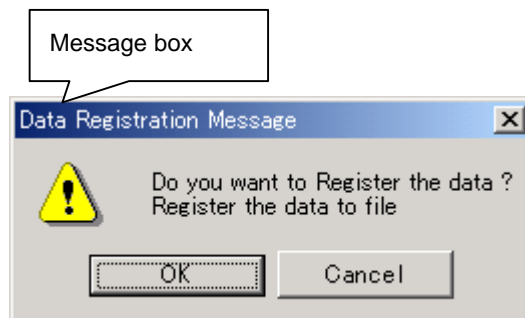 Message box
Data Registration Message
Do you want to Register the data ?
Register the data to file
OK
Cancel